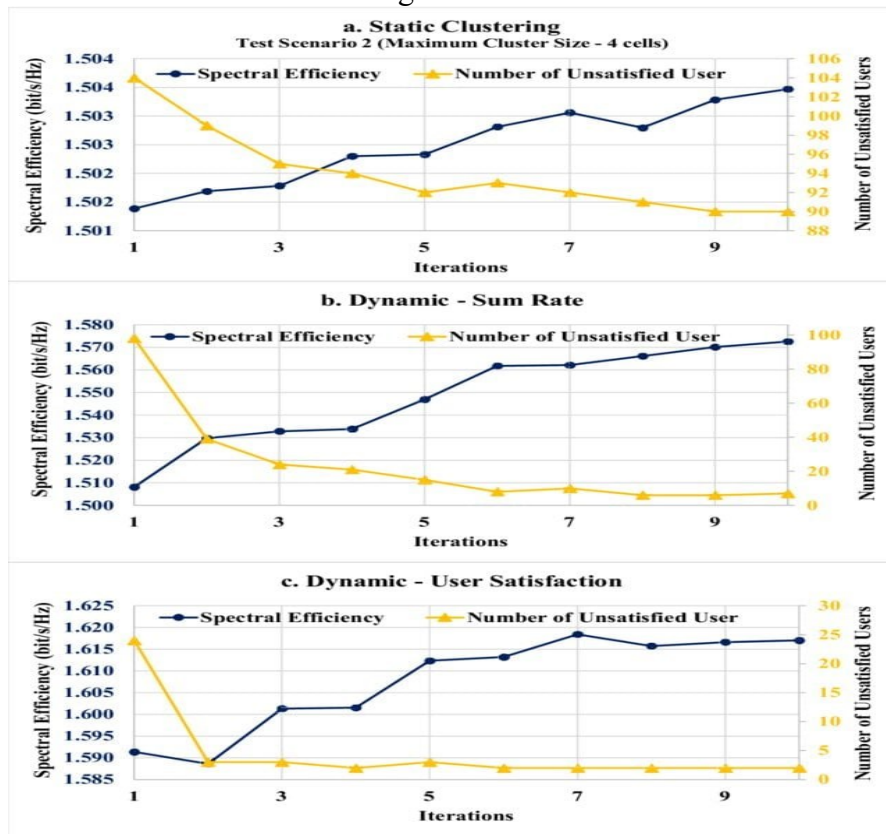 a. Static Clustering
Test Scenario 2 (Maximum Cluster Size - 4 cells)
Spectral Efficiency
Number of Unsatisfied User
Spectral Efficiency (bit/s/Hz)
1.504
1.504
1.503
1.503
1.502
1.502
1.501
106
104
102
100
98
96
94
92
90
88
Number of Unsatisfied Users
1 3 5 7 9
Iterations
b. Dynamic - Sum Rate
Spectral Efficiency
Number of Unsatisfied User
Spectral Efficiency (bit/s/Hz)
1.580
1.570
1.560
1.550
1.540
1.530
1.520
1.510
1.500
100
80
60
40
20
0
Number of Unsatisfied Users
1 3 5 7 9
Iterations
c. Dynamic - User Satisfaction
Spectral Efficiency
Number of Unsatisfied User
Spectral Efficiency (bit/s/Hz)
1.625
1.620
1.615
1.610
1.605
1.600
1.595
1.590
1.585
30
25
20
15
10
5
0
Number of Unsatisfied Users
1 3 5 7 9
Iterations